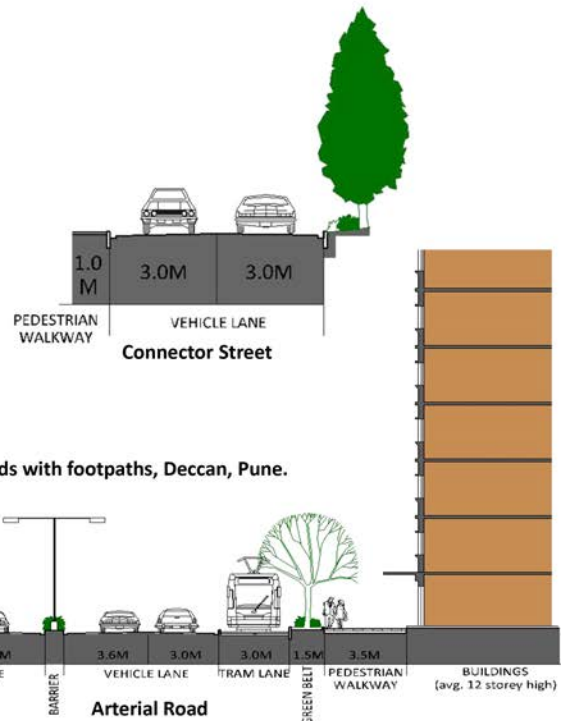 1.0
M
3.0M 3.0M
PEDESTRIAN
WALKWAY
VEHICLE LANE
Connector Street
ds with footpaths, Deccan, Pune.
M 3.6M 3.0M 3.0M 1.5M 3.5M
E BARRIER VEHICLE LANE TRAM LANE GREEN BELT PEDESTRIAN
WALKWAY
BUILDINGS
(avg. 12 storey high)
Arterial Road